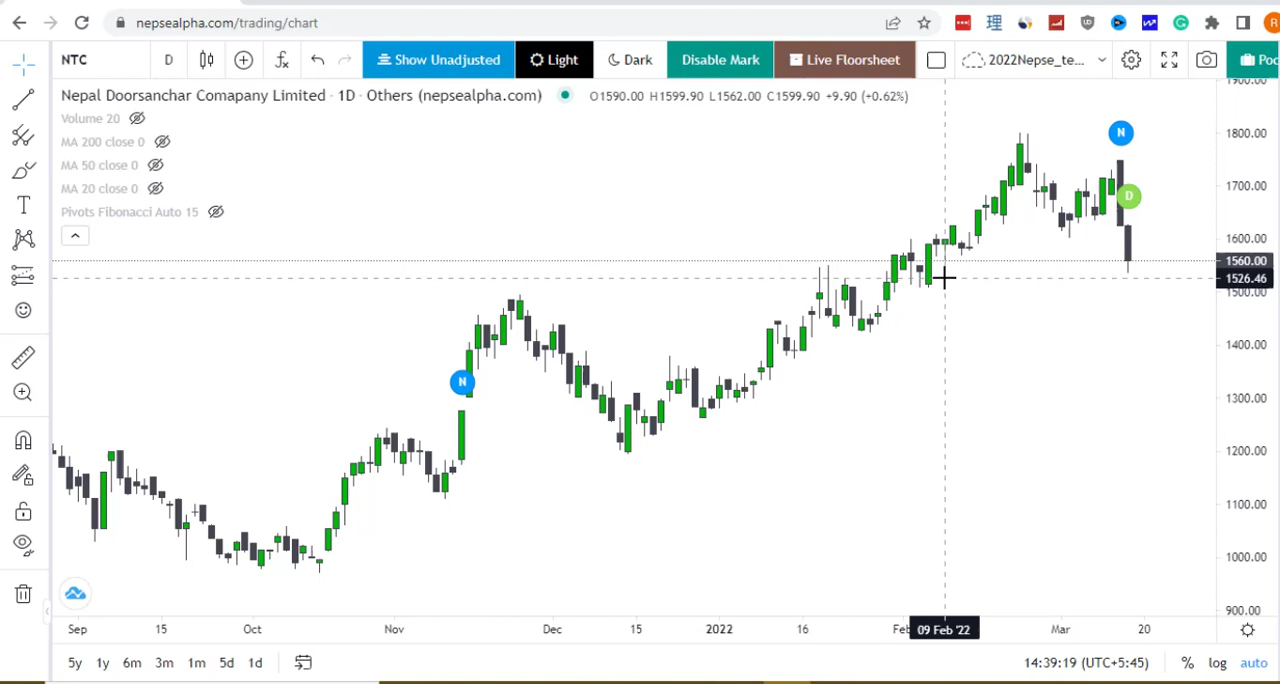 nepsealpha.com/trading/chart
NTC D Show Unadjusted Light Dark Disable Mark Live Floorsheet 2022Nepse_te...
Nepal Doorsanchar Comapany Limited · 1D · Others (nepsealpha.com) O1590.00 H1599.90 L1562.00 C1599.90 +9.90 (+0.62%)
Volume 20
MA 200 close 0
MA 50 close 0
MA 20 close 0
Pivots Fibonacci Auto 15
N
D
N
1900.00
1800.00
1700.00
1600.00
1560.00
1526.46
1500.00
1400.00
1300.00
1200.00
1100.00
1000.00
900.00
Sep 15 Oct Nov Dec 15 2022 16 Feb 09 Feb '22 Mar 20
5y 1y 6m 3m 1m 5d 1d 14:39:19 (UTC+5:45) % log auto